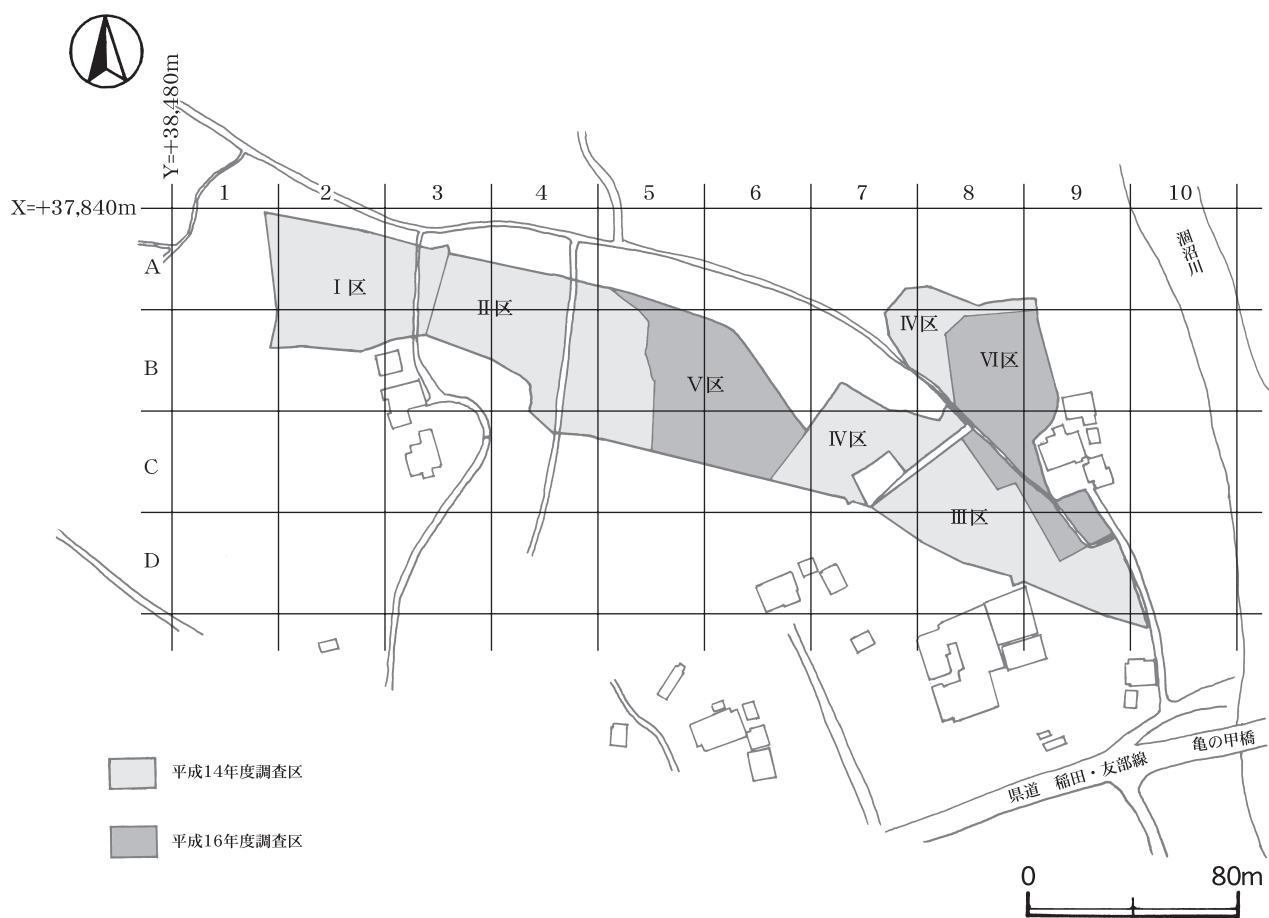 Y=+38,480m
X=+37,840m
1 2 3 4 5 6 7 8 9 10
A
B
C
D
Ⅰ区
Ⅱ区
Ⅴ区
Ⅳ区
Ⅳ区
Ⅵ区
Ⅲ区
涸沼川
平成14年度調査区
平成16年度調査区
県道 稲田・友部線
亀の甲橋
0 80m